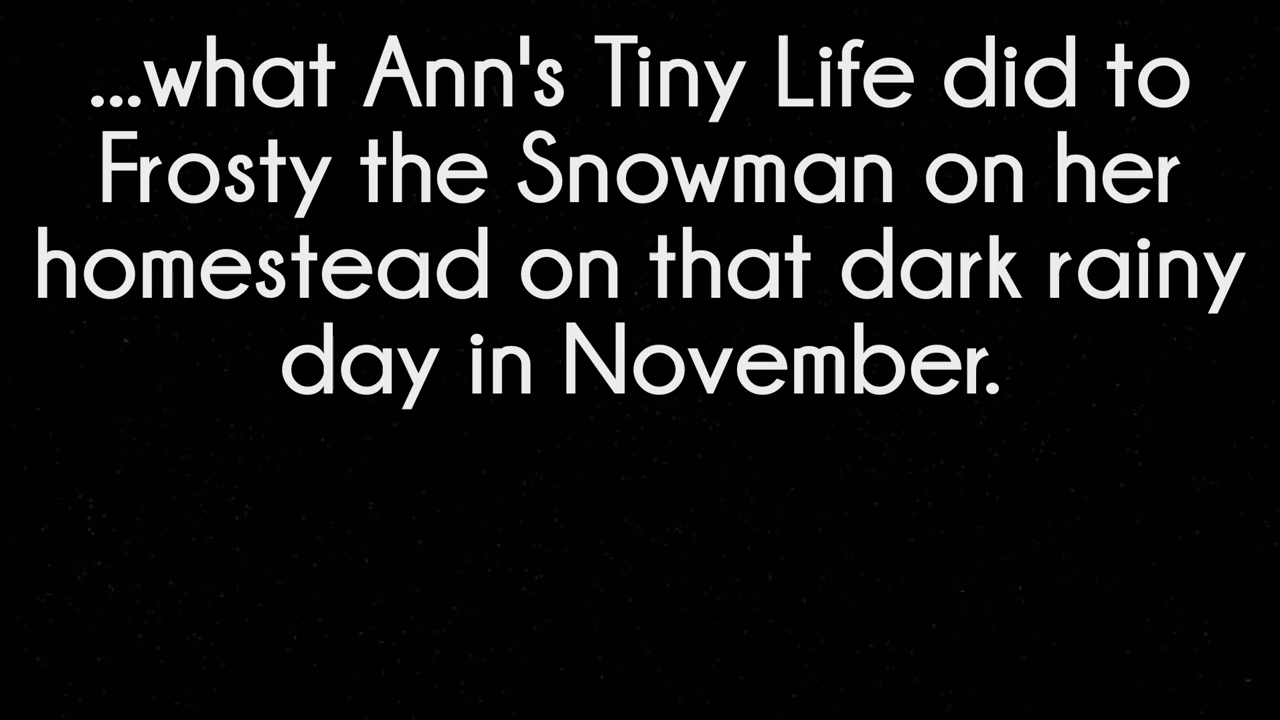 ...what Ann's Tiny Life did to
Frosty the Snowman on her
homestead on that dark rainy
day in November.